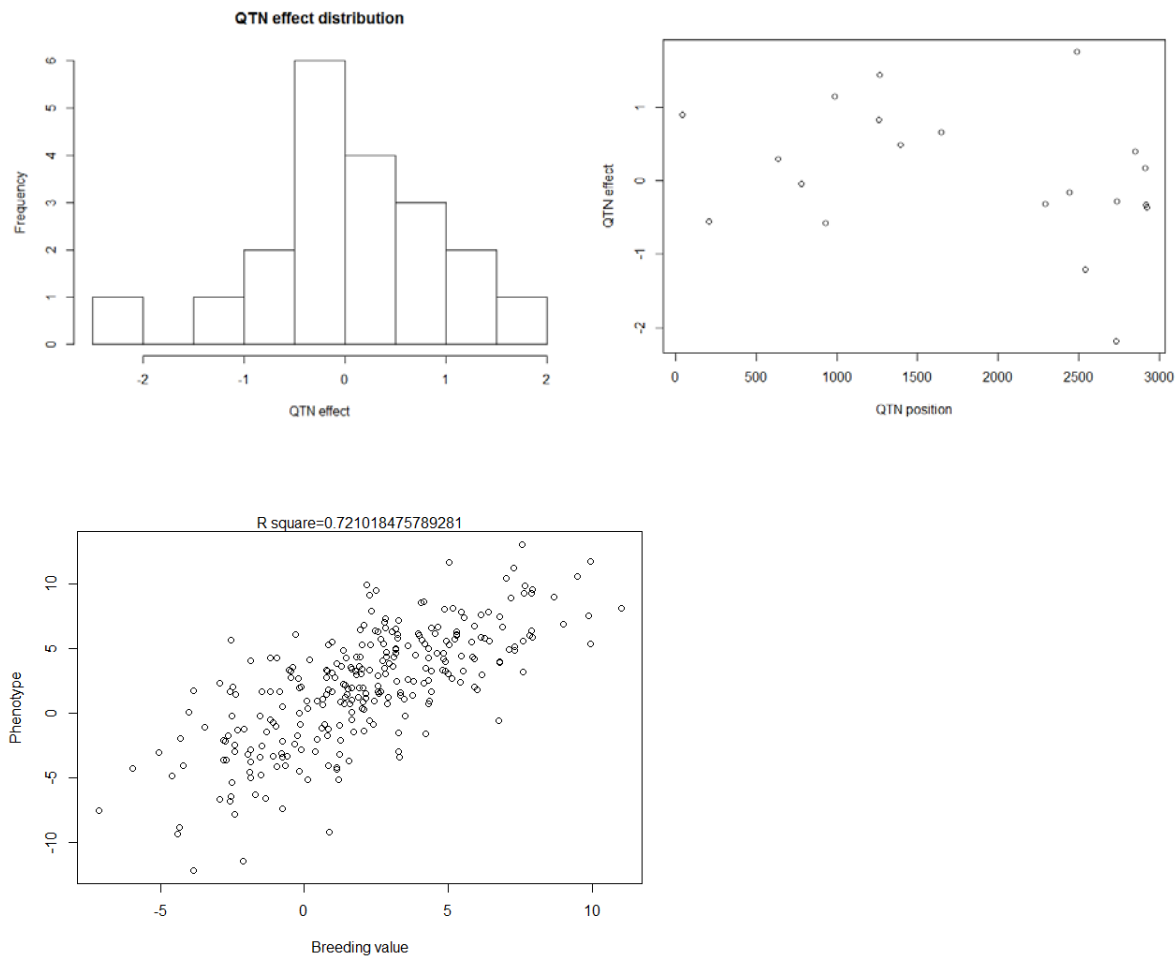 QTN effect distribution
6
5
4
3
2
1
0
Frequency
-2 -1 0 1 2
QTN effect
1
0
-1
-2
QTN effect
0 500 1000 1500 2000 2500 3000
QTN position
R square=0.721018475789281
10
5
0
-5
-10
Phenotype
-5 0 5 10
Breeding value